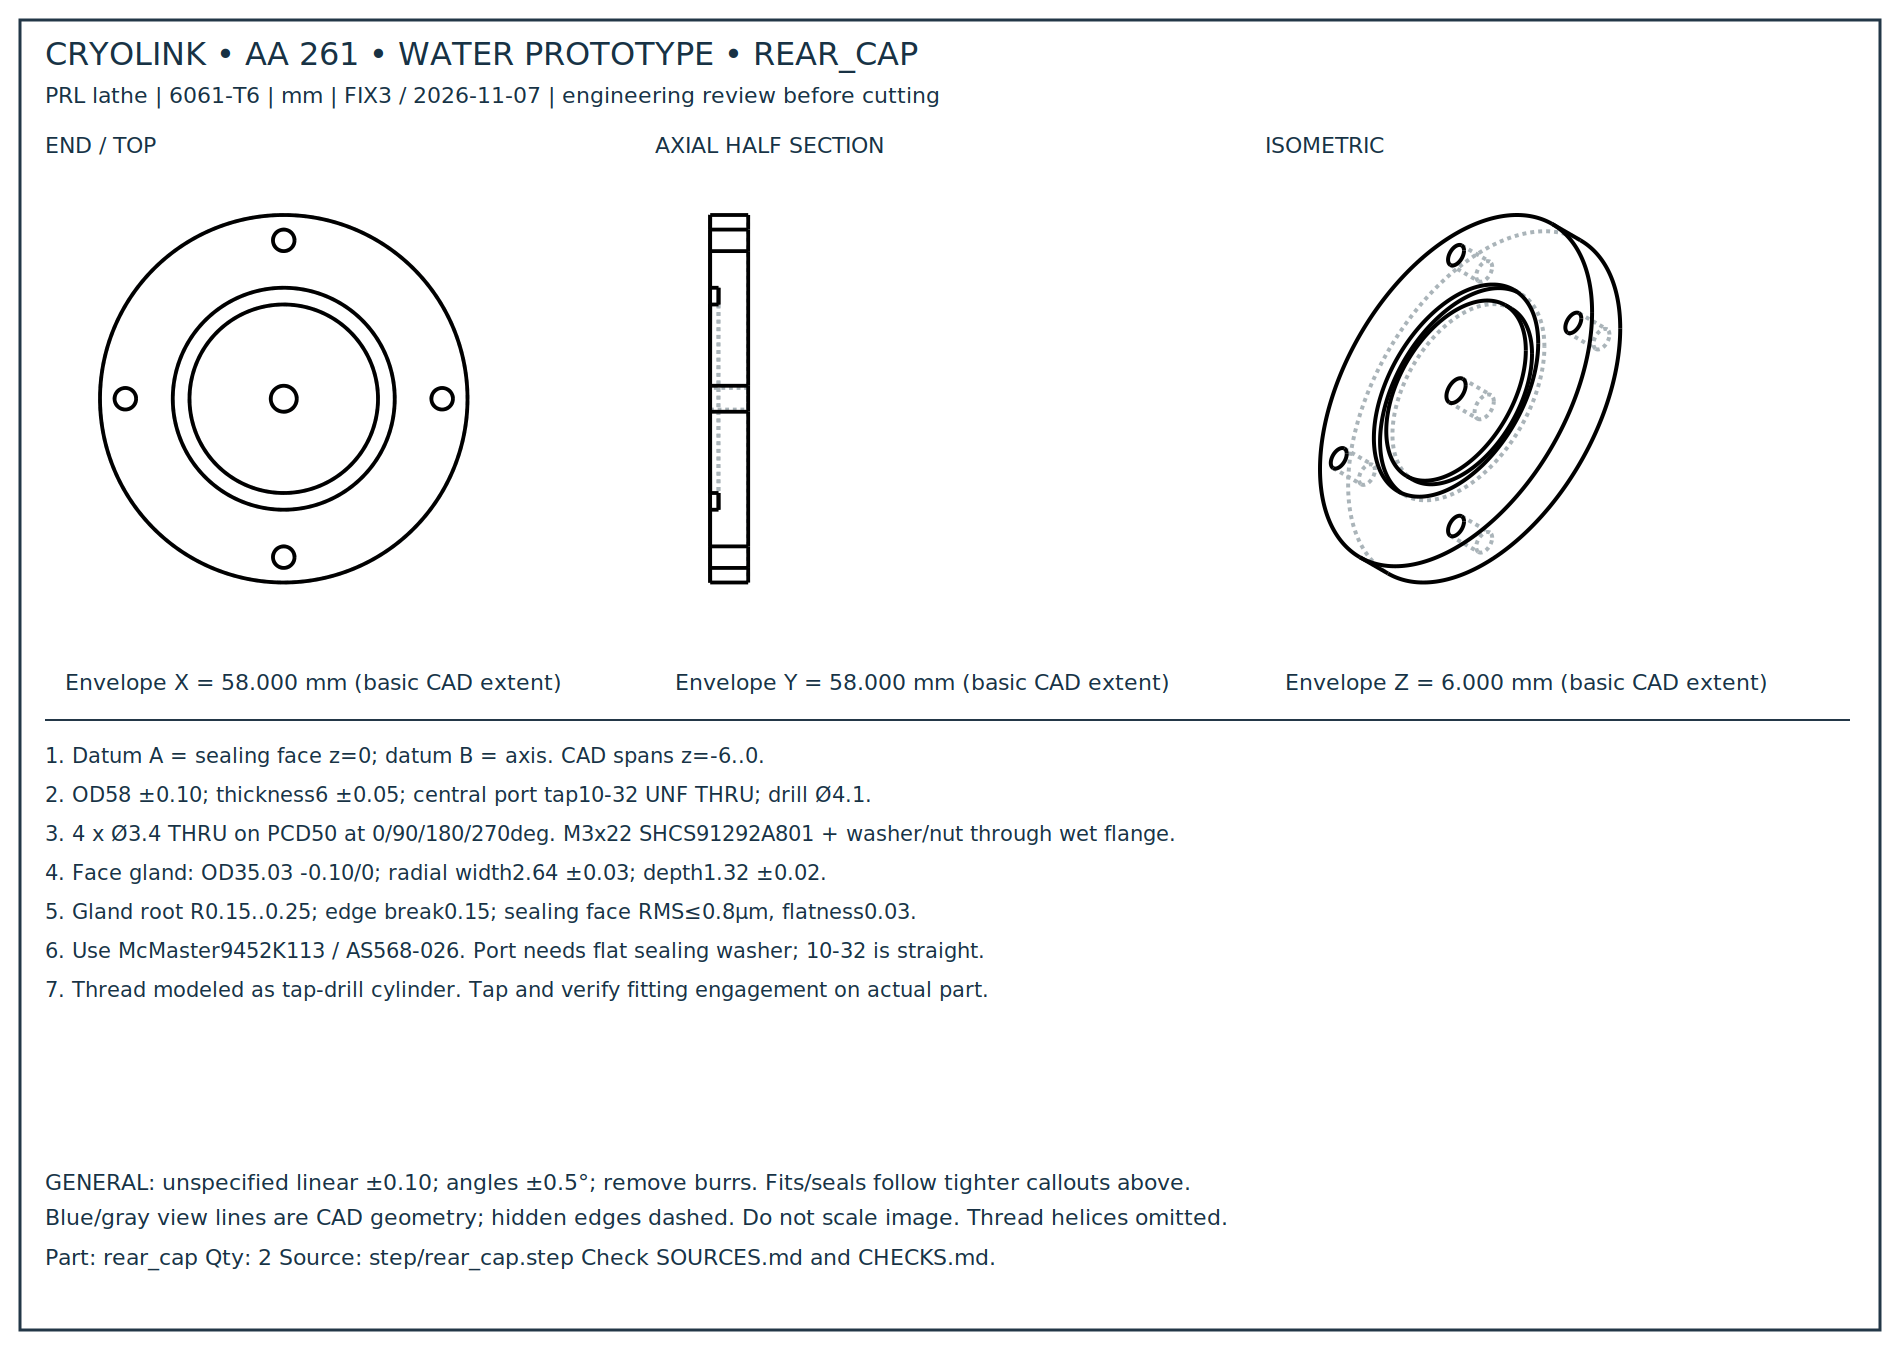 CRYOLINK • AA 261 • WATER PROTOTYPE • REAR_CAP
PRL lathe | 6061-T6 | mm | FIX3 / 2026-11-07 | engineering review before cutting
END / TOP
AXIAL HALF SECTION
ISOMETRIC
Envelope X = 58.000 mm (basic CAD extent)
Envelope Y = 58.000 mm (basic CAD extent)
Envelope Z = 6.000 mm (basic CAD extent)
1. Datum A = sealing face z=0; datum B = axis. CAD spans z=-6..0.
2. OD58 ±0.10; thickness6 ±0.05; central port tap10-32 UNF THRU; drill Ø4.1.
3. 4 x Ø3.4 THRU on PCD50 at 0/90/180/270deg. M3x22 SHCS91292A801 + washer/nut through wet flange.
4. Face gland: OD35.03 -0.10/0; radial width2.64 ±0.03; depth1.32 ±0.02.
5. Gland root R0.15..0.25; edge break0.15; sealing face RMS≤0.8µm, flatness0.03.
6. Use McMaster9452K113 / AS568-026. Port needs flat sealing washer; 10-32 is straight.
7. Thread modeled as tap-drill cylinder. Tap and verify fitting engagement on actual part.
GENERAL: unspecified linear ±0.10; angles ±0.5°; remove burrs. Fits/seals follow tighter callouts above.
Blue/gray view lines are CAD geometry; hidden edges dashed. Do not scale image. Thread helices omitted.
Part: rear_cap Qty: 2 Source: step/rear_cap.step Check SOURCES.md and CHECKS.md.